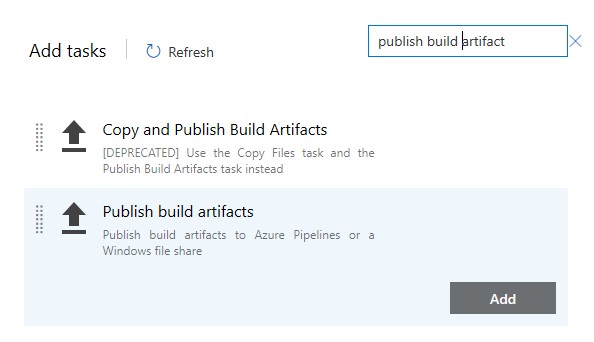 Add tasks
Refresh
publish build artifact
Copy and Publish Build Artifacts
[DEPRECATED] Use the Copy Files task and the
Publish Build Artifacts task instead
Publish build artifacts
Publish build artifacts to Azure Pipelines or a
Windows file share
Add